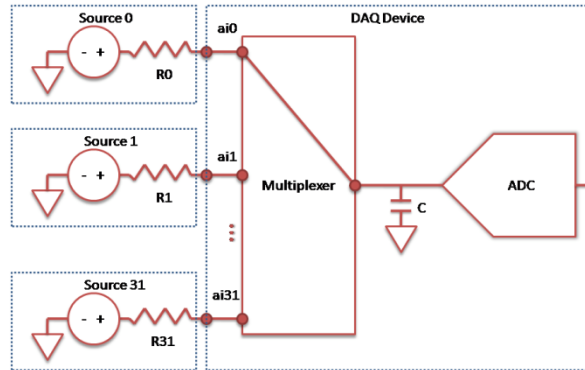 Source 0
DAQ Device
- +
ai0
R0
Source 1
- +
ai1
R1
Multiplexer
ADC
C
...
Source 31
- +
ai31
R31